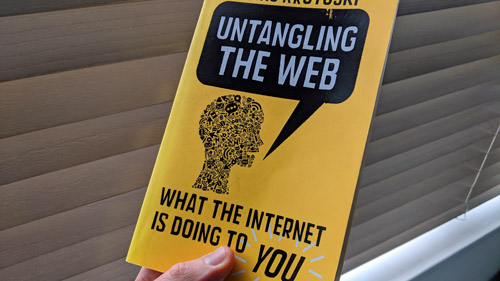 UNTANGLING
THE WEB
WHAT THE INTERNET
IS DOING TO YOU